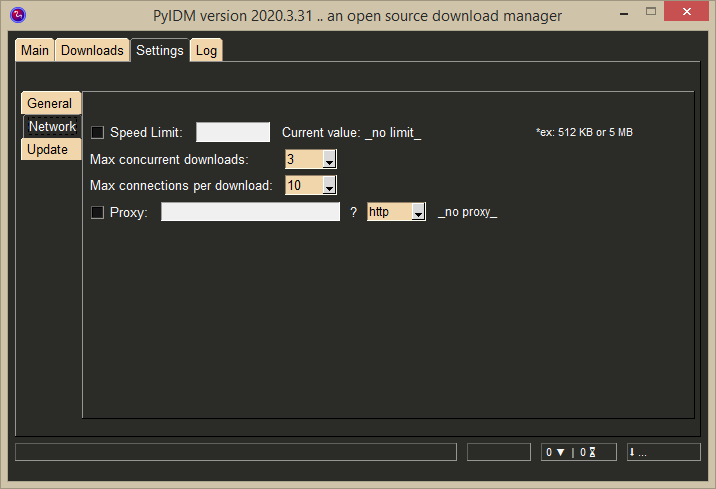 PyIDM version 2020.3.31 .. an open source download manager
Main Downloads Settings Log
General
Network
Update
Speed Limit: Current value: _no limit_ *ex: 512 KB or 5 MB
Max concurrent downloads: 3
Max connections per download: 10
Proxy: ? http _no proxy_
0 ▼ | 0 ⌛ ⬇ ...